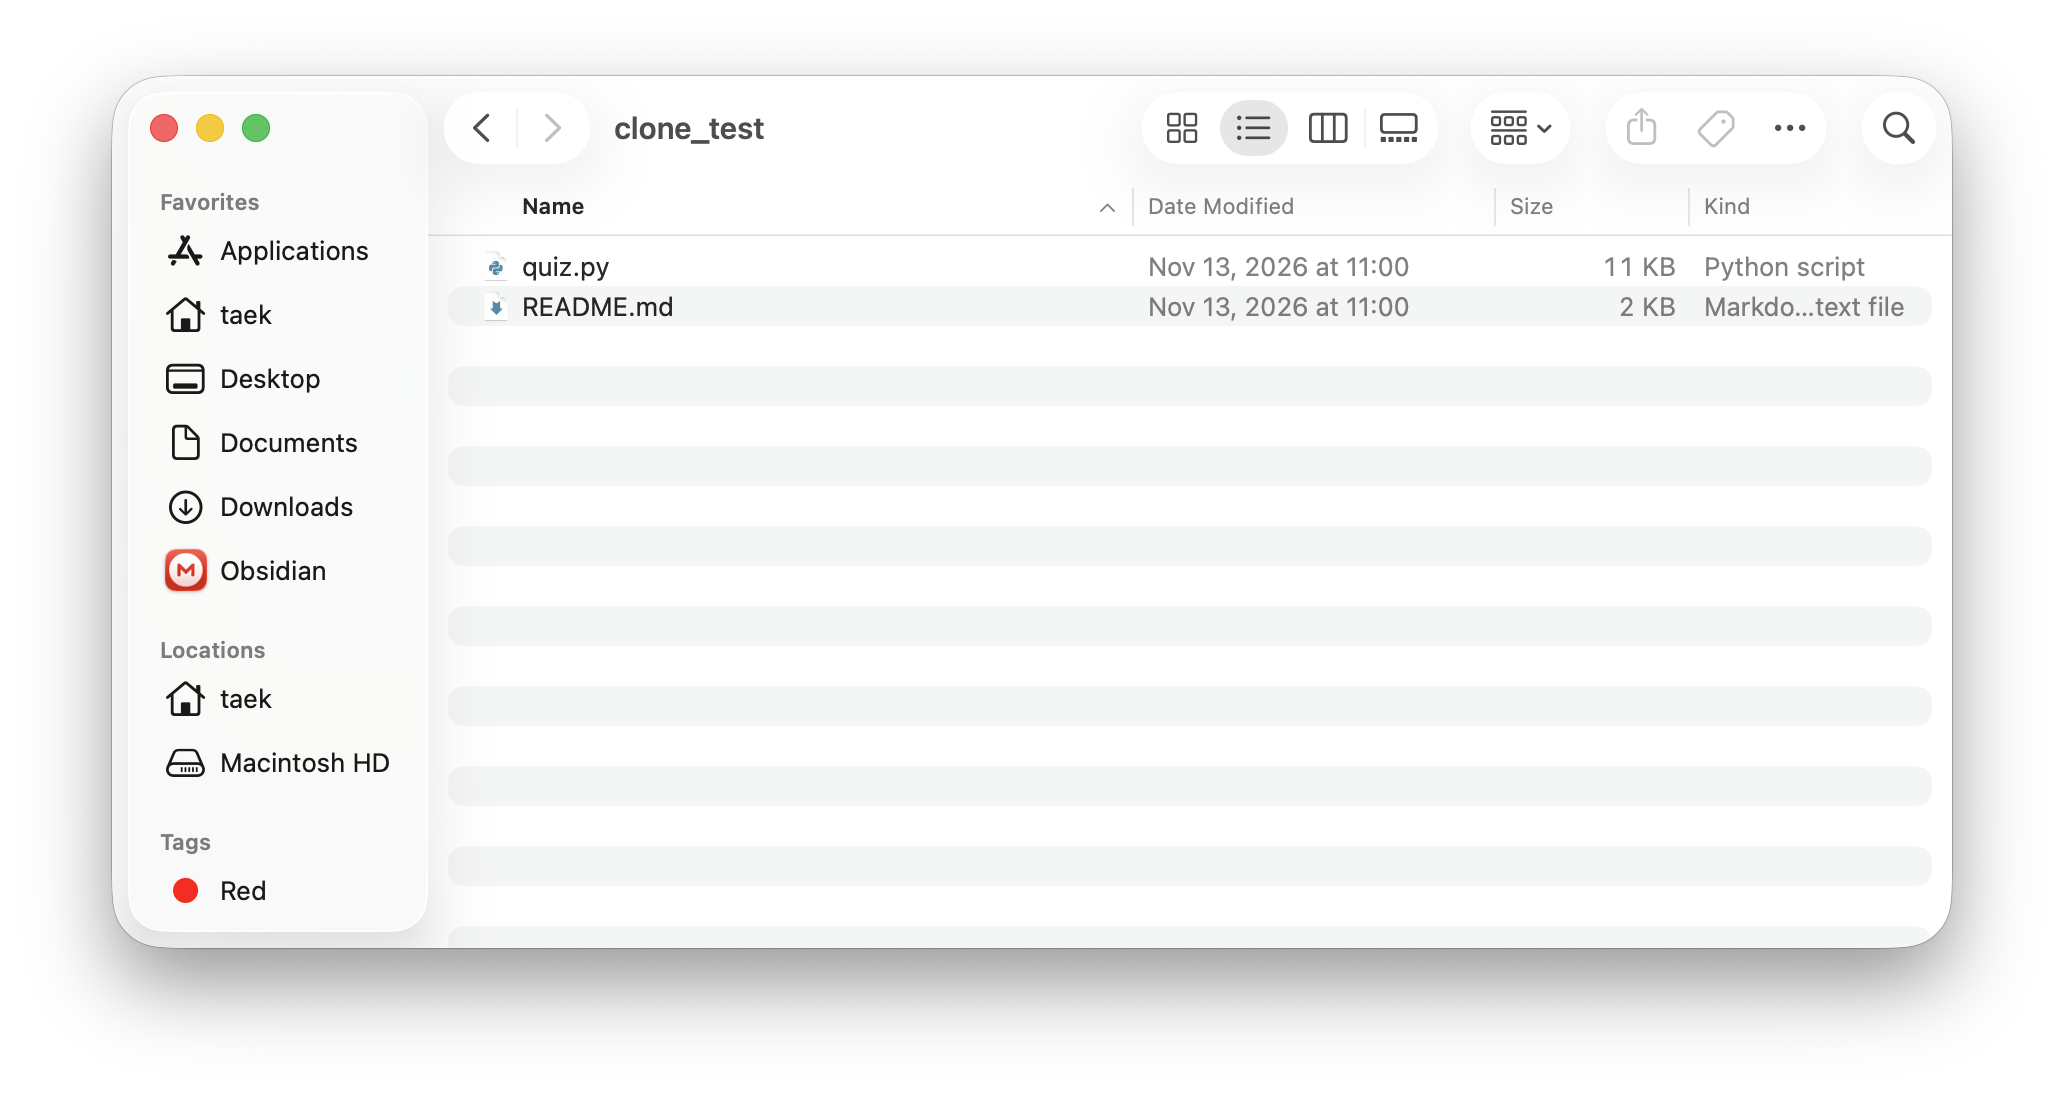 clone_test
Favorites
Applications
taek
Desktop
Documents
Downloads
Obsidian
Locations
taek
Macintosh HD
Tags
Red
Name Date Modified Size Kind
quiz.py Nov 13, 2026 at 11:00 11 KB Python script
README.md Nov 13, 2026 at 11:00 2 KB Markdo...text file